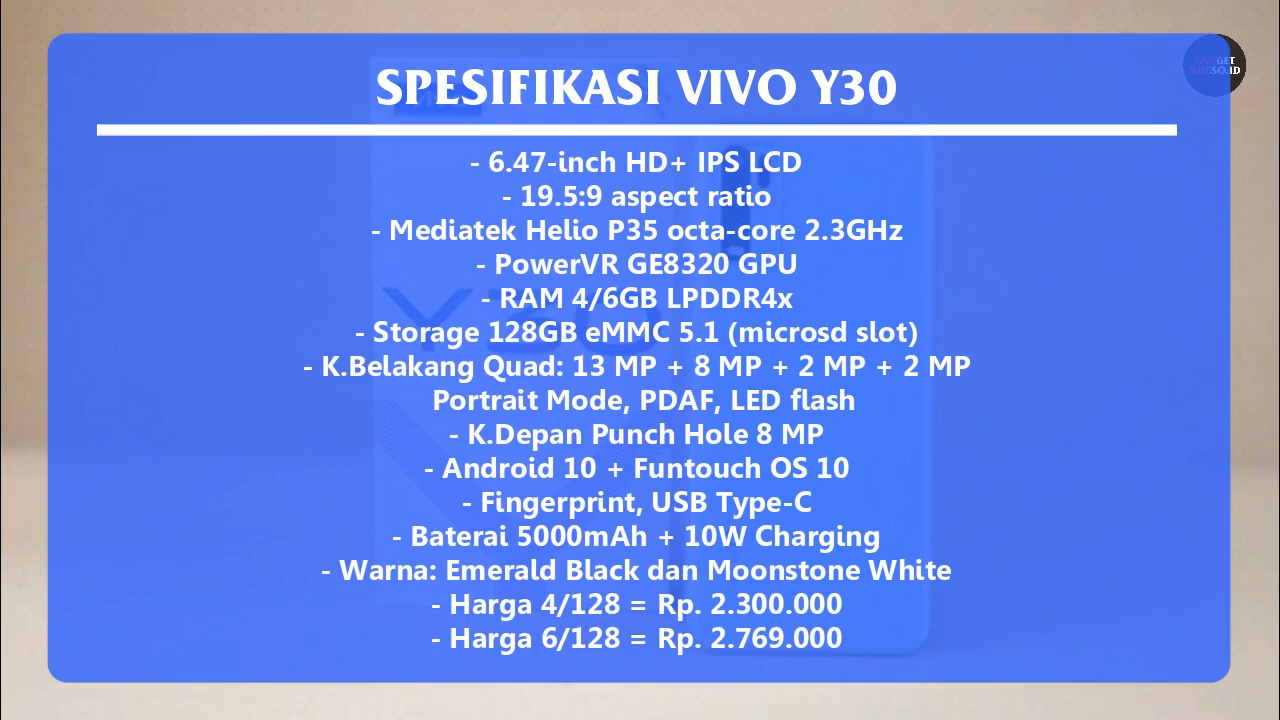 GADGET
NDESO.ID
SPESIFIKASI VIVO Y30
- 6.47-inch HD+ IPS LCD
- 19.5:9 aspect ratio
- Mediatek Helio P35 octa-core 2.3GHz
- PowerVR GE8320 GPU
- RAM 4/6GB LPDDR4x
- Storage 128GB eMMC 5.1 (microsd slot)
- K.Belakang Quad: 13 MP + 8 MP + 2 MP + 2 MP
Portrait Mode, PDAF, LED flash
- K.Depan Punch Hole 8 MP
- Android 10 + Funtouch OS 10
- Fingerprint, USB Type-C
- Baterai 5000mAh + 10W Charging
- Warna: Emerald Black dan Moonstone White
- Harga 4/128 = Rp. 2.300.000
- Harga 6/128 = Rp. 2.769.000
Y30